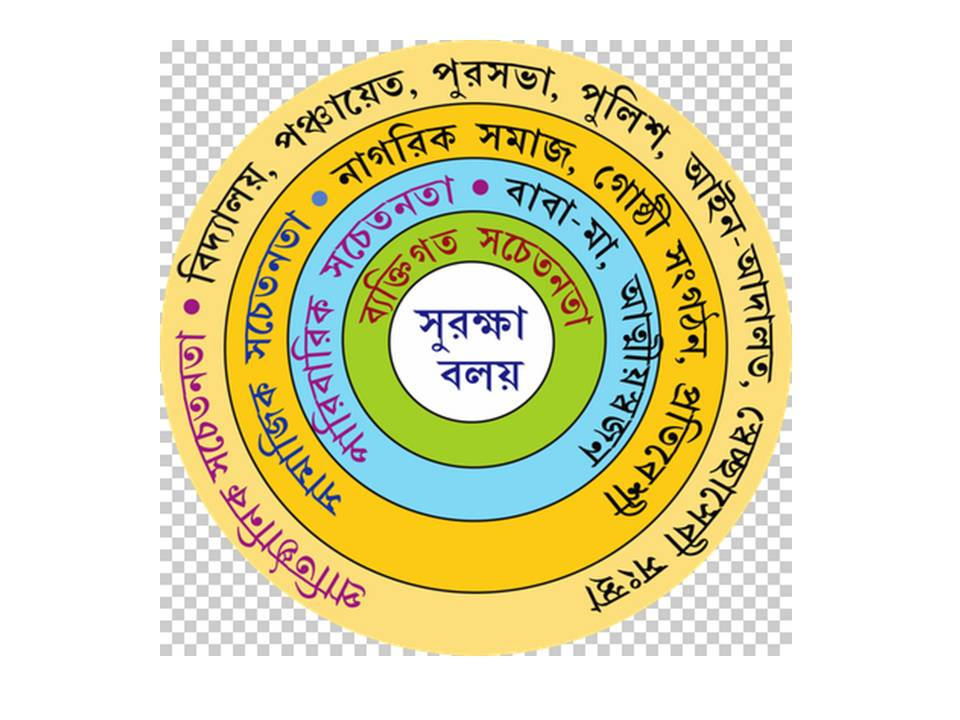 সুরক্ষা
বলয়
ব্যক্তিগত সচেতনতা
পারিবারিক সচেতনতা • বাবা-মা, আত্মীয়স্বজন
সামাজিক সচেতনতা • নাগরিক সমাজ, গোষ্ঠী সংগঠন, প্রতিবেশী
প্রাতিষ্ঠানিক সচেতনতা • বিদ্যালয়, পঞ্চায়েত, পুরসভা, পুলিশ, আইন-আদালত, স্বেচ্ছাসেবী সংস্থা